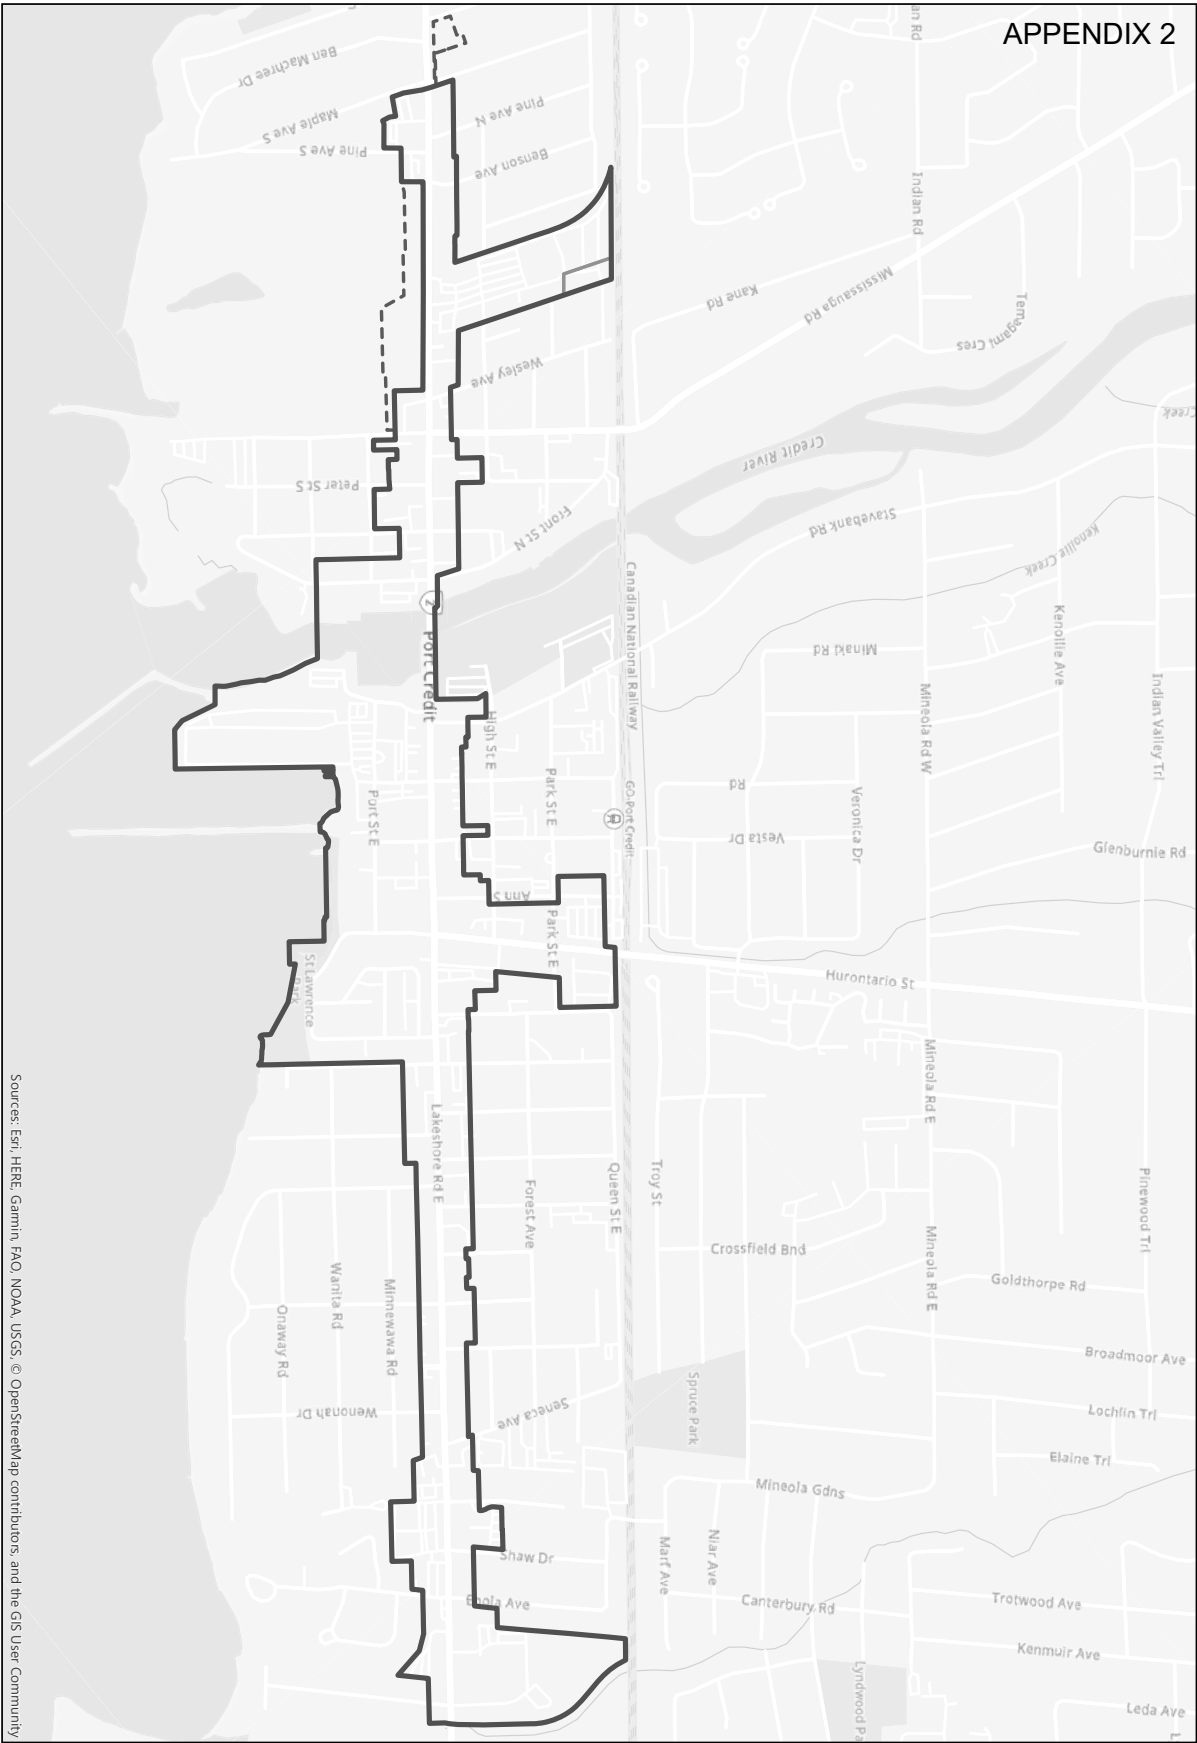 APPENDIX 2
an Rd
Ben Machree Dr
Maple Ave S
Pine Ave S
Pine Ave N
Benson Ave
Indian Rd
Kane Rd
Mississauga Rd
Temagami Cres
Wesley Ave
Creek
Credit River
Peter St S
Front St N
Stavebank Rd
Kenollie Creek
Canadian National Railway
2
Port Credit
Minaki Rd
Kenollie Ave
Mineola Rd W
Indian Valley Trl
High St E
Park St E
Port St E
GO-Port Credit
Rd
Vesta Dr
Veronica Dr
Glenburnie Rd
Ann S
Park St E
St Lawrence
Park
Hurontario St
Mineola Rd E
Lakeshore Rd E
Forest Ave
Queen St E
Troy St
Pinewood Trl
Crossfield Bnd
Mineola Rd E
Goldthorpe Rd
Wanita Rd
Minnewawa Rd
Onaway Rd
Wenonah Dr
Seneca Ave
Spruce Park
Broadmoor Ave
Lochlin Trl
Elaine Trl
Mineola Gdns
Shaw Dr
Enola Ave
Marf Ave
Niar Ave
Canterbury Rd
Trotwood Ave
Kenmuir Ave
Lyndwood Pa
Leda Ave
L
Sources: Esri, HERE, Garmin, FAO, NOAA, USGS, © OpenStreetMap contributors, and the GIS User Community